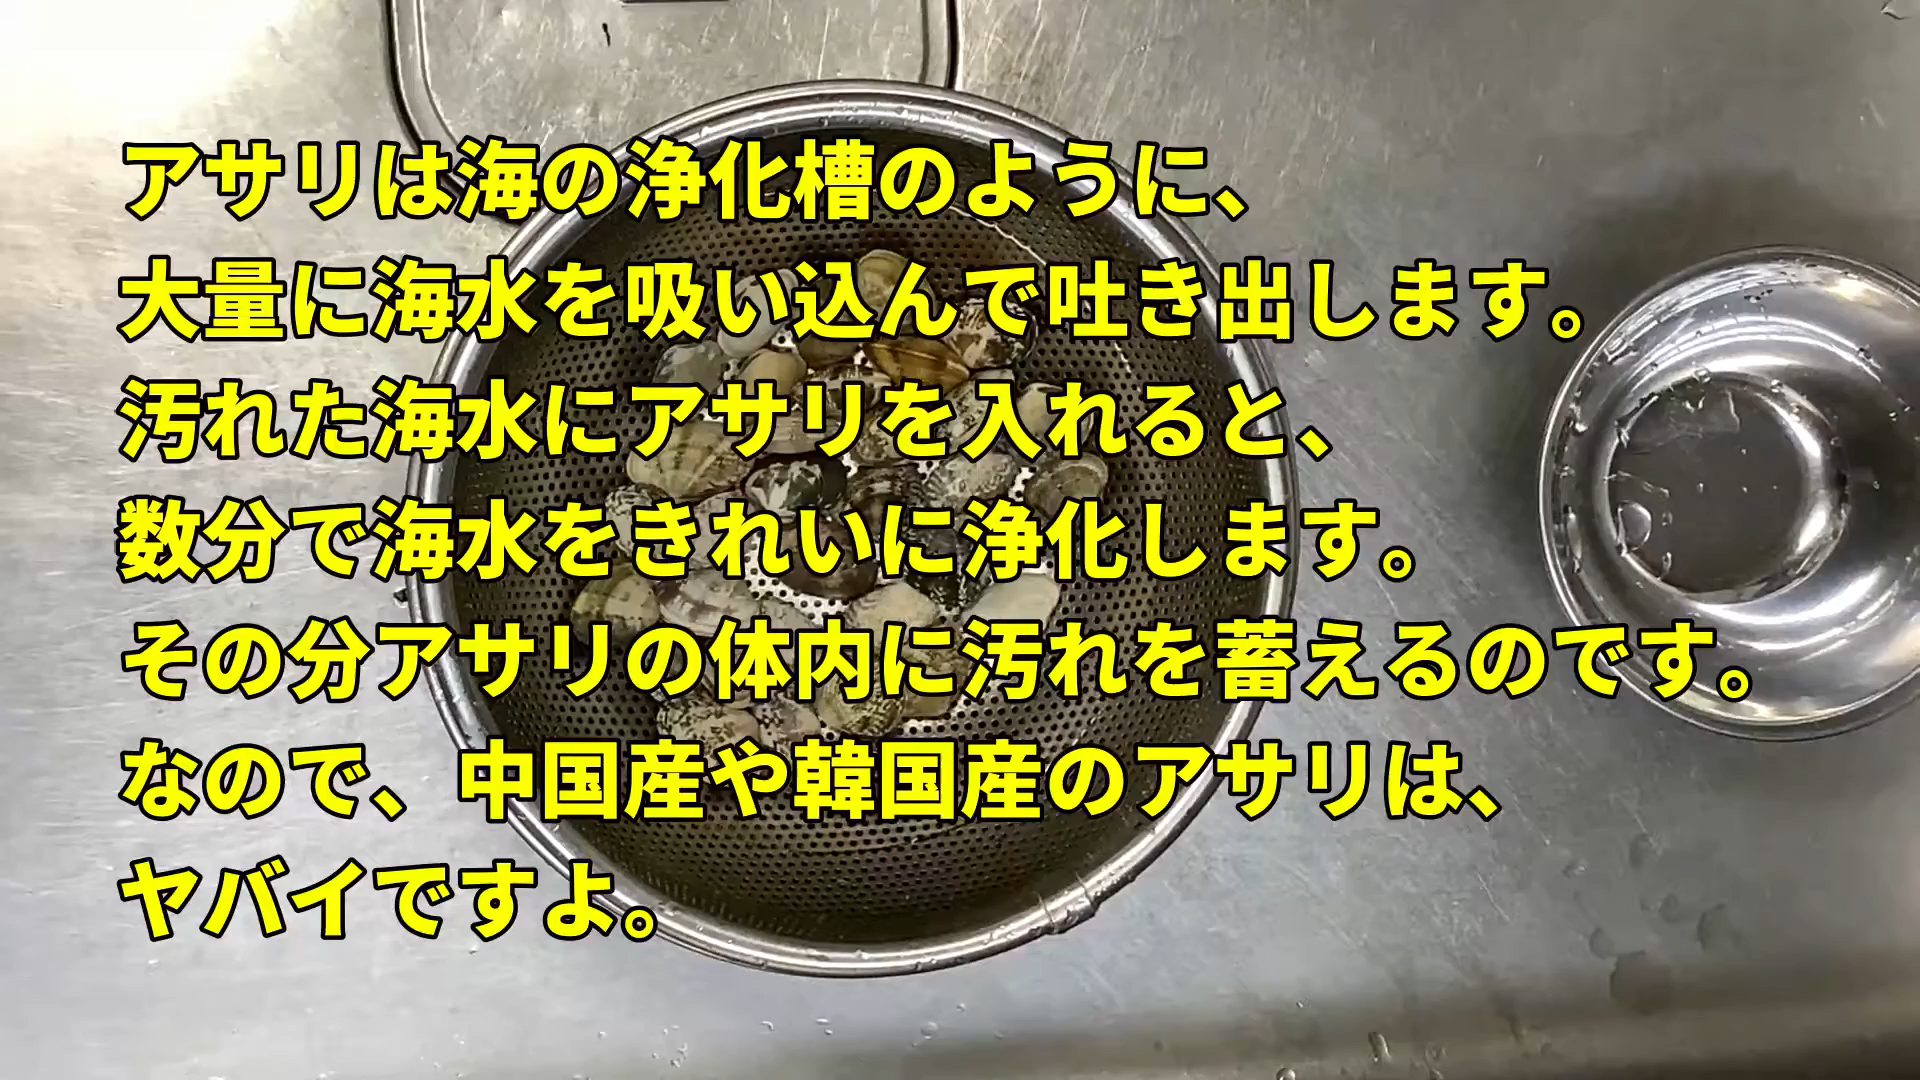 アサリは海の浄化槽のように、
大量に海水を吸い込んで吐き出します。
汚れた海水にアサリを入れると、
数分で海水をきれいに浄化します。
その分アサリの体内に汚れを蓄えるのです。
なので、中国産や韓国産のアサリは、
ヤバイですよ。